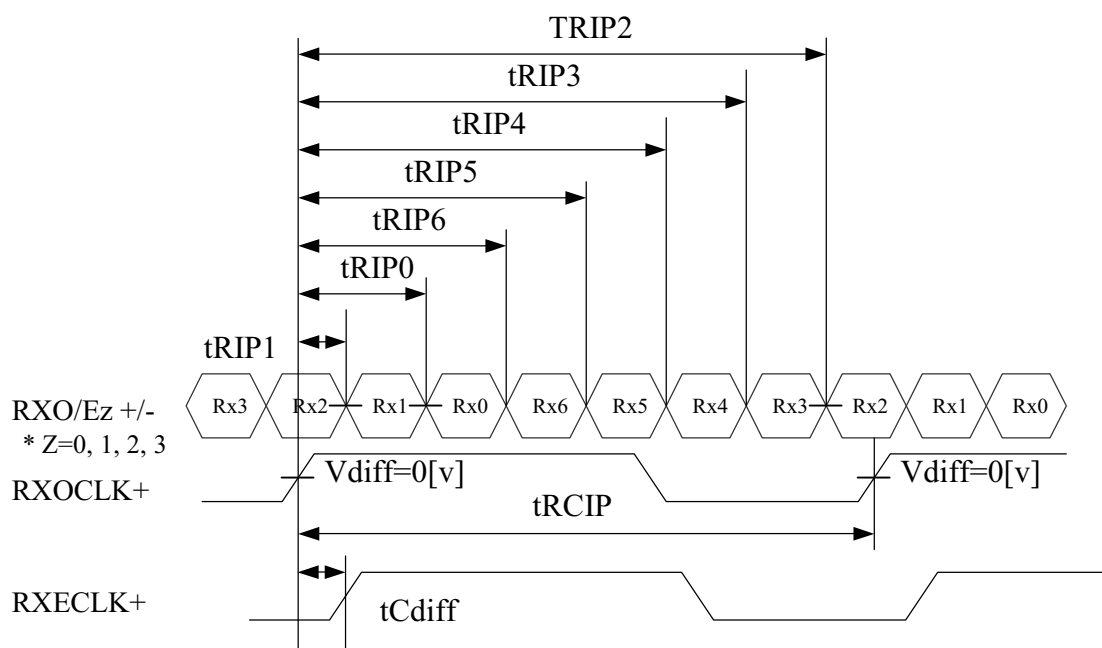 TRIP2
tRIP3
tRIP4
tRIP5
tRIP6
tRIP0
tRIP1
RXO/Ez +/-
* Z=0, 1, 2, 3
Rx3 Rx2 Rx1 Rx0 Rx6 Rx5 Rx4 Rx3 Rx2 Rx1 Rx0
RXOCLK+
Vdiff=0[v]
Vdiff=0[v]
tRCIP
RXECLK+
tCdiff